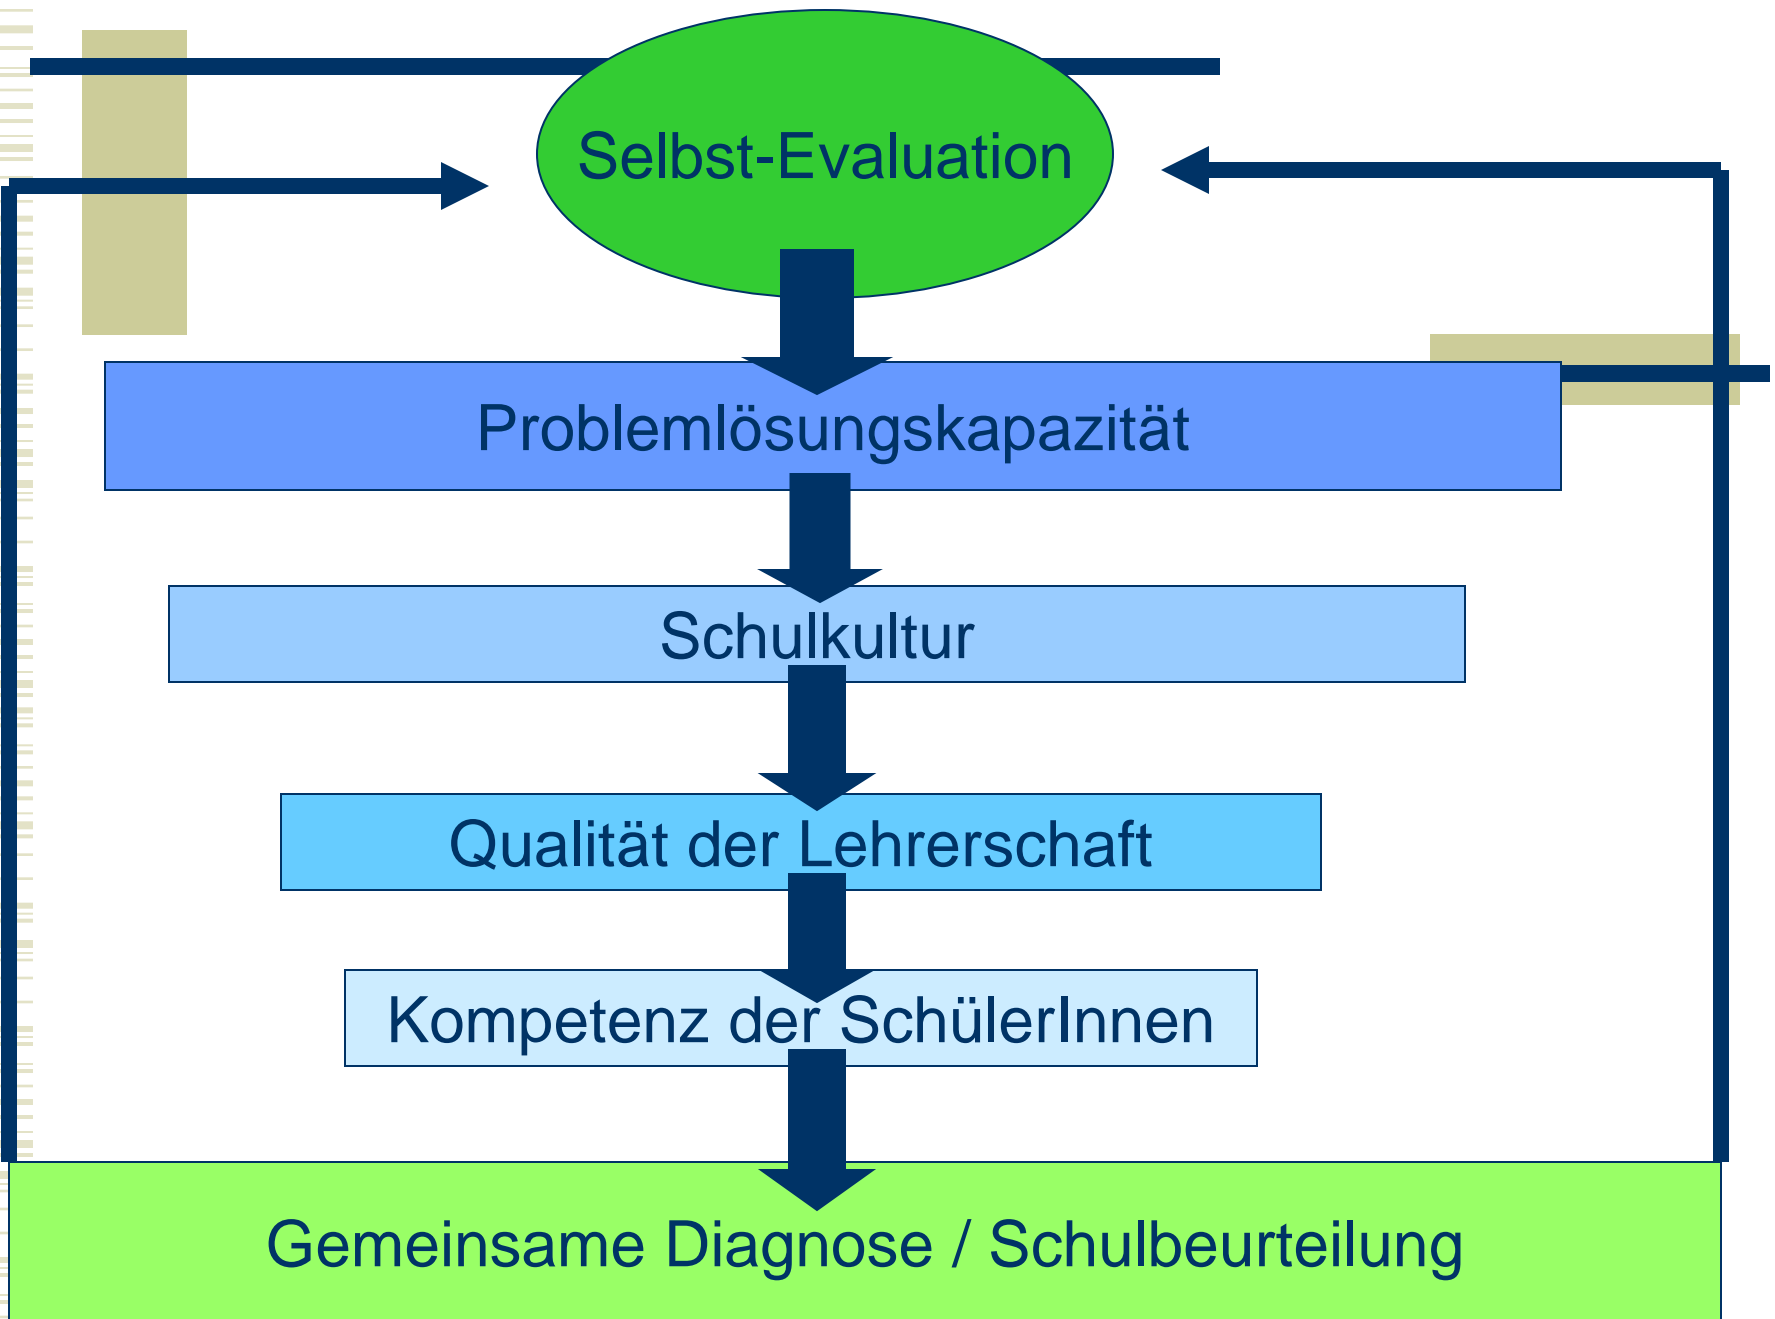 Selbst-Evaluation
Problemlösungskapazität
Schulkultur
Qualität der Lehrerschaft
Kompetenz der SchülerInnen
Gemeinsame Diagnose / Schulbeurteilung